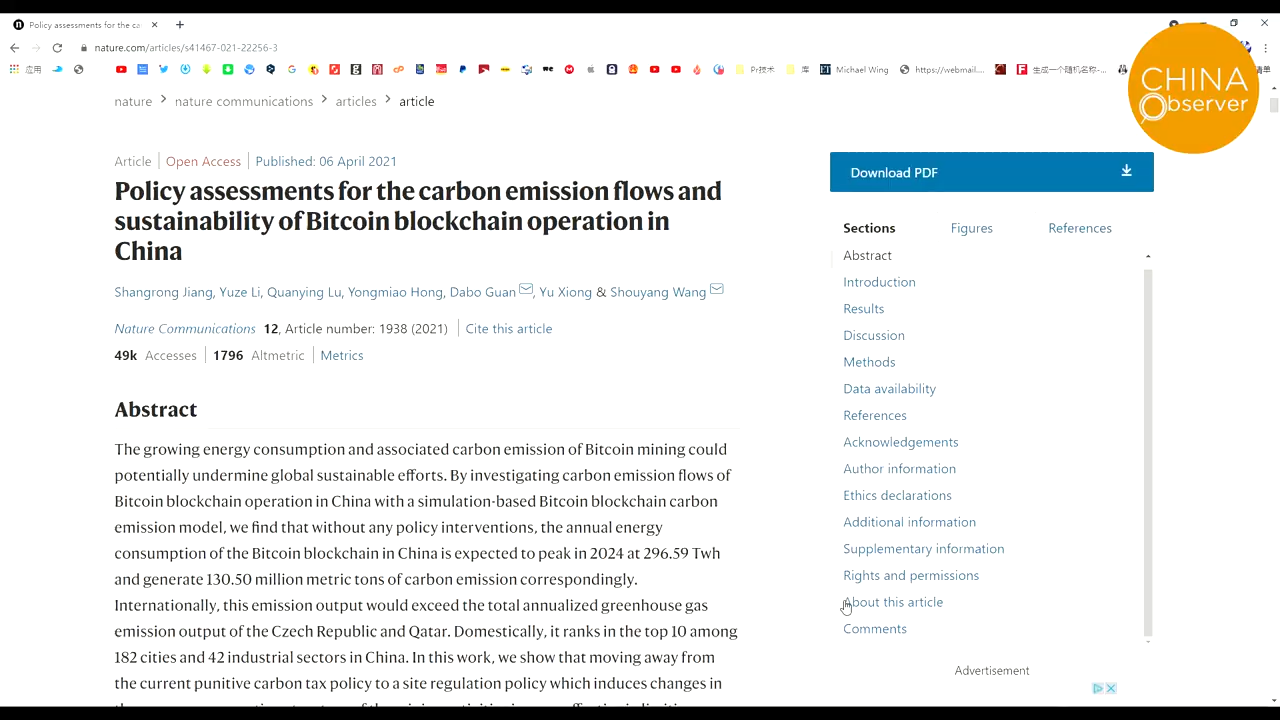 Policy assessments for the ca
nature.com/articles/s41467-021-22256-3
应用
Pr技术
库
Michael Wing
https://webmail....
生成一个随机名称-...
清单
CHINA
Observer
nature > nature communications > articles > article
Article | Open Access | Published: 06 April 2021
Policy assessments for the carbon emission flows and
sustainability of Bitcoin blockchain operation in
China
Shangrong Jiang, Yuze Li, Quanying Lu, Yongmiao Hong, Dabo Guan, Yu Xiong & Shouyang Wang
Nature Communications 12, Article number: 1938 (2021) | Cite this article
49k Accesses | 1796 Altmetric | Metrics
Abstract
The growing energy consumption and associated carbon emission of Bitcoin mining could
potentially undermine global sustainable efforts. By investigating carbon emission flows of
Bitcoin blockchain operation in China with a simulation-based Bitcoin blockchain carbon
emission model, we find that without any policy interventions, the annual energy
consumption of the Bitcoin blockchain in China is expected to peak in 2024 at 296.59 Twh
and generate 130.50 million metric tons of carbon emission correspondingly.
Internationally, this emission output would exceed the total annualized greenhouse gas
emission output of the Czech Republic and Qatar. Domestically, it ranks in the top 10 among
182 cities and 42 industrial sectors in China. In this work, we show that moving away from
the current punitive carbon tax policy to a site regulation policy which induces changes in
Download PDF
Sections Figures References
Abstract
Introduction
Results
Discussion
Methods
Data availability
References
Acknowledgements
Author information
Ethics declarations
Additional information
Supplementary information
Rights and permissions
About this article
Comments
Advertisement